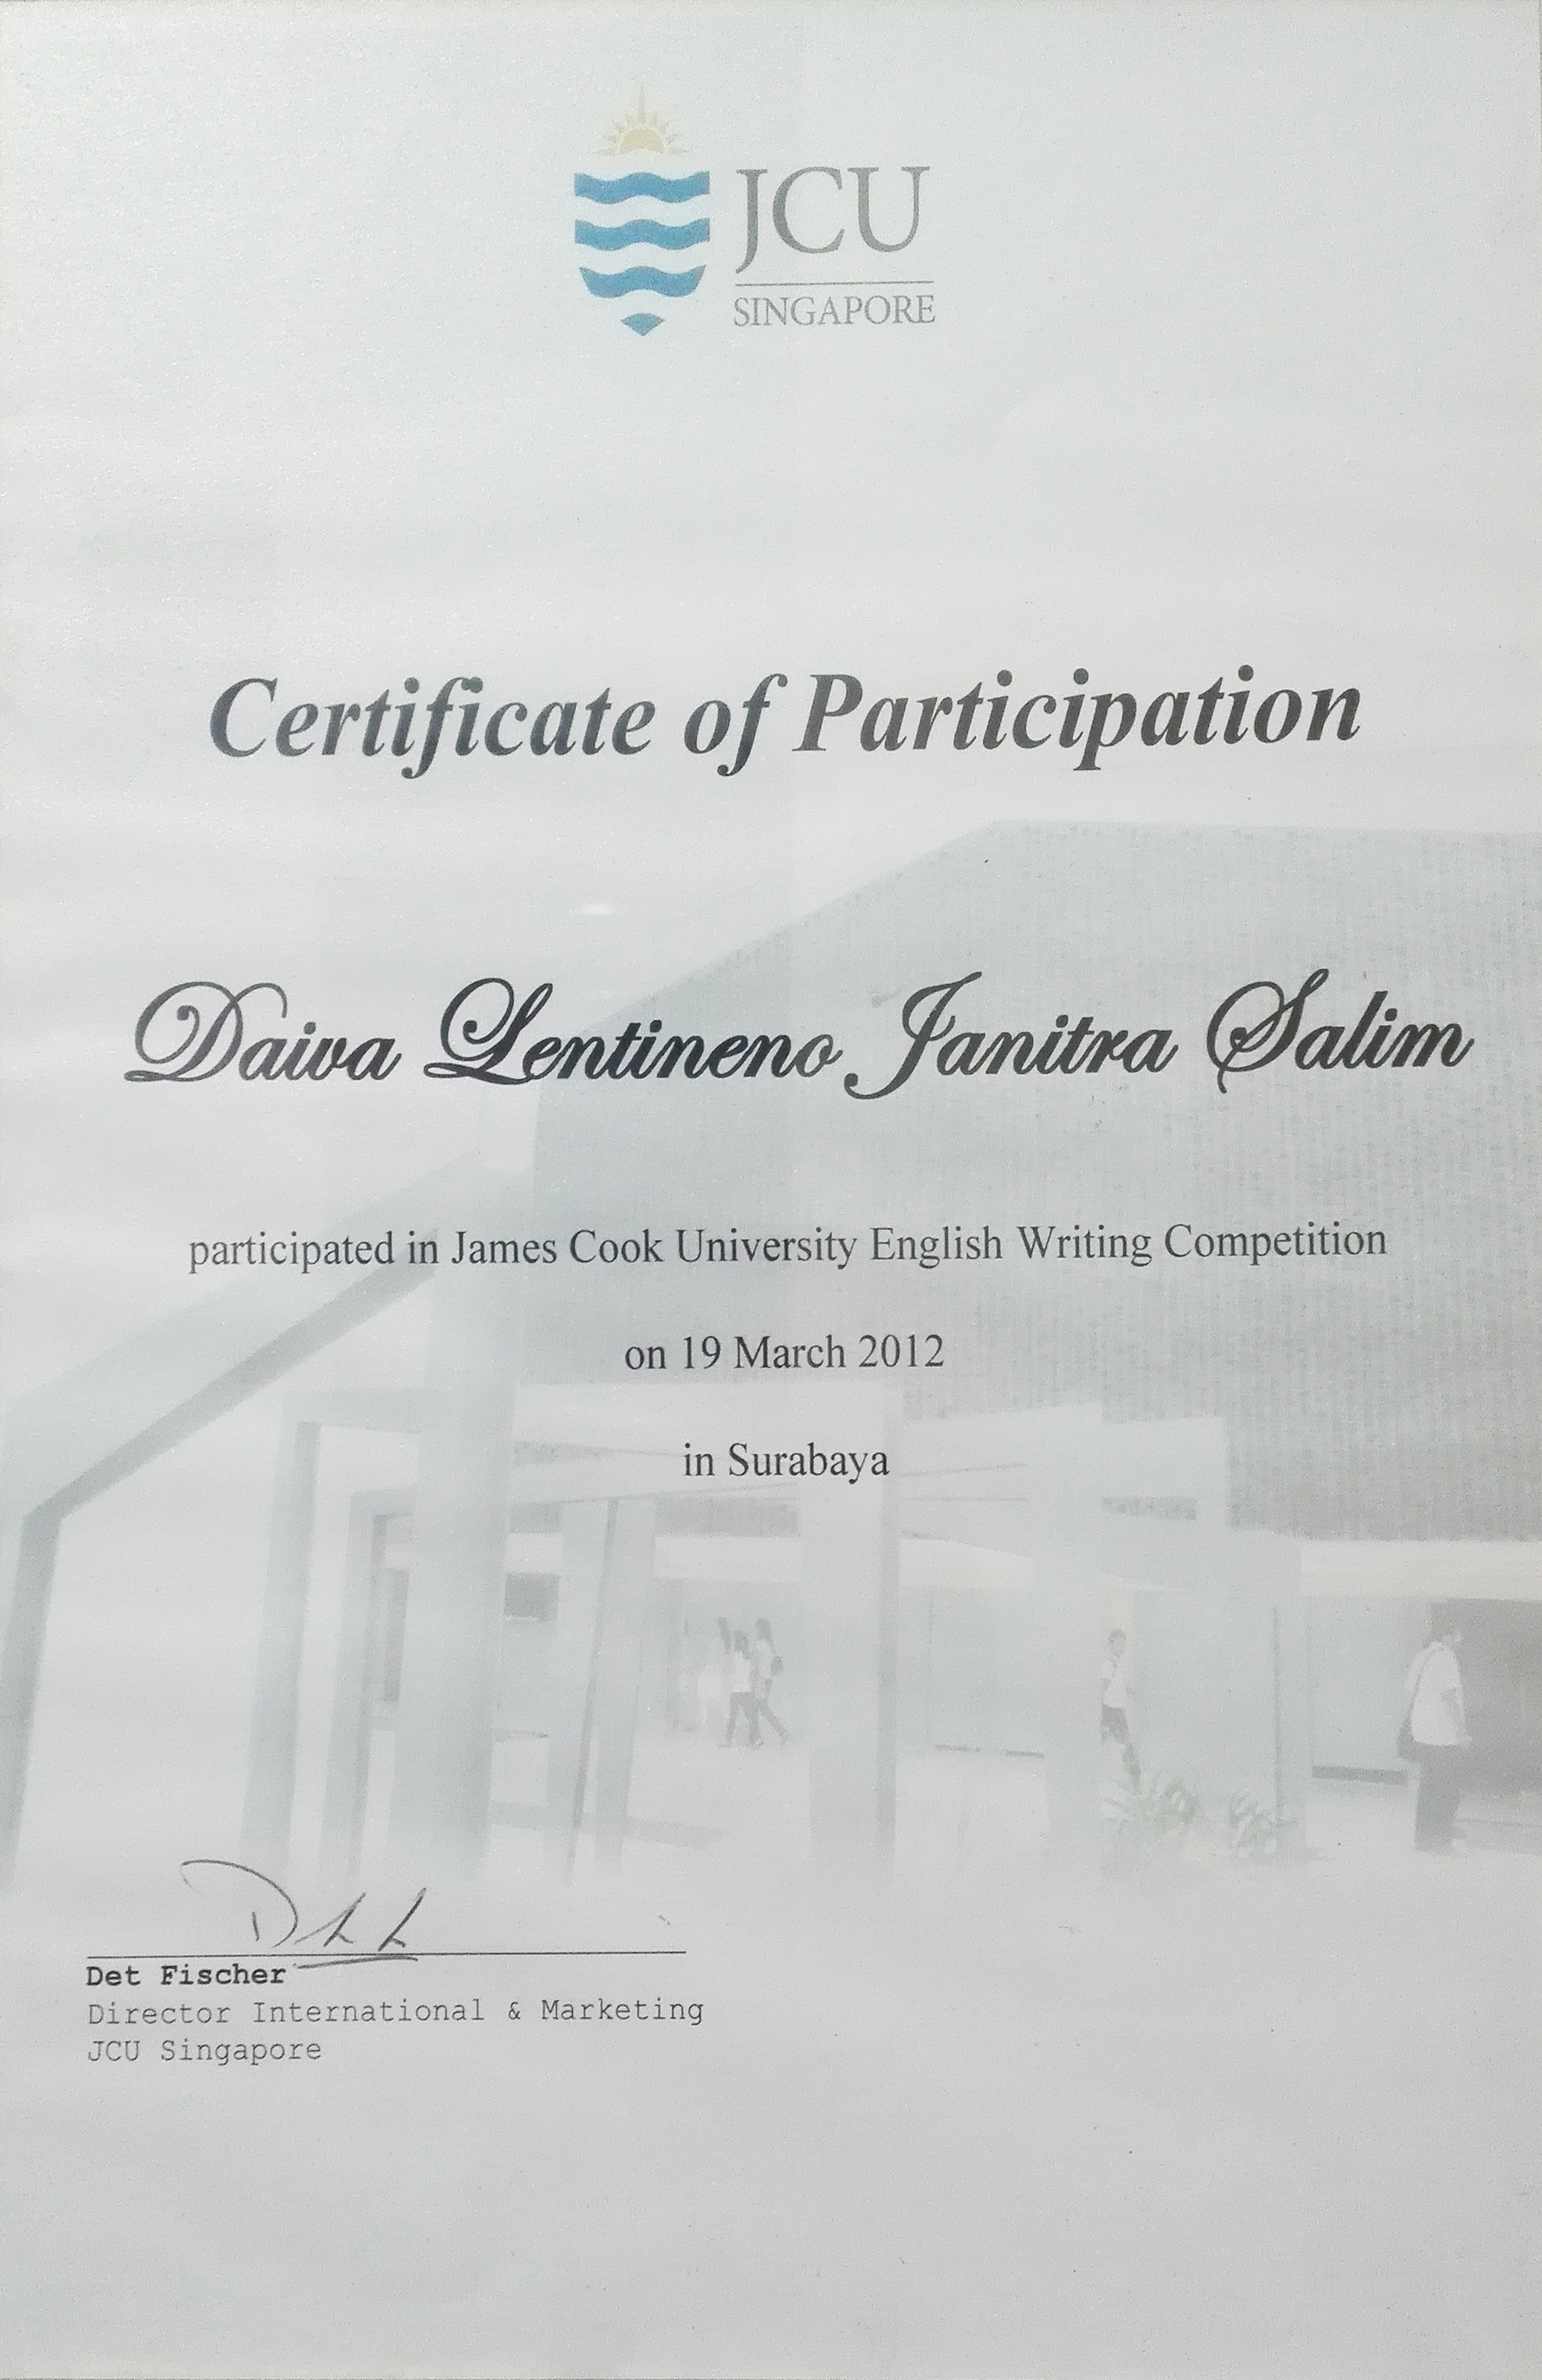 JCU
SINGAPORE
Certificate of Participation
Daiva Lentineno Janitra Salim
participated in James Cook University English Writing Competition
on 19 March 2012
in Surabaya
Det Fischer
Director International & Marketing
JCU Singapore